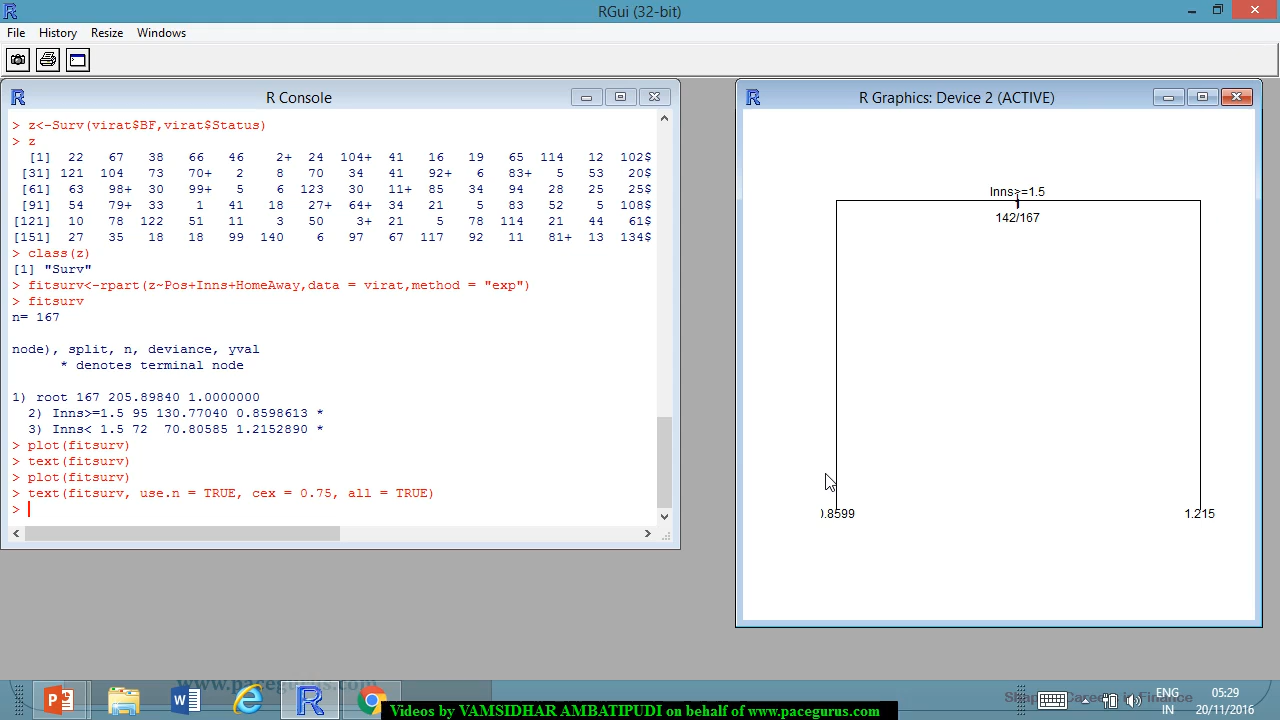 RGui (32-bit)
File History Resize Windows
R Console
> z<-Surv(virat$BF,virat$Status)
> z
[1] 22 67 38 66 46 2+ 24 104+ 41 16 19 65 114 12 102$
[31] 121 104 73 70+ 2 8 70 34 41 92+ 6 83+ 5 53 20$
[61] 63 98+ 30 99+ 5 6 123 30 11+ 85 34 94 28 25 25$
[91] 54 79+ 33 1 41 18 27+ 64+ 34 21 5 83 52 5 108$
[121] 10 78 122 51 11 3 50 3+ 21 5 78 114 21 44 61$
[151] 27 35 18 18 99 140 6 97 67 117 92 11 81+ 13 134$
> class(z)
[1] "Surv"
> fitsurv<-rpart(z~Pos+Inns+HomeAway,data = virat,method = "exp")
> fitsurv
n= 167
node), split, n, deviance, yval
* denotes terminal node
1) root 167 205.89840 1.0000000
2) Inns>=1.5 95 130.77040 0.8598613 *
3) Inns< 1.5 72 70.80585 1.2152890 *
> plot(fitsurv)
> text(fitsurv)
> plot(fitsurv)
> text(fitsurv, use.n = TRUE, cex = 0.75, all = TRUE)
>
R Graphics: Device 2 (ACTIVE)
Inns>=1.5
142/167
0.8599
1.215
www.pacegurus.com
ENG
IN
05:29
20/11/2016
Videos by VAMSIDHAR AMBATIPUDI on behalf of www.pacegurus.com